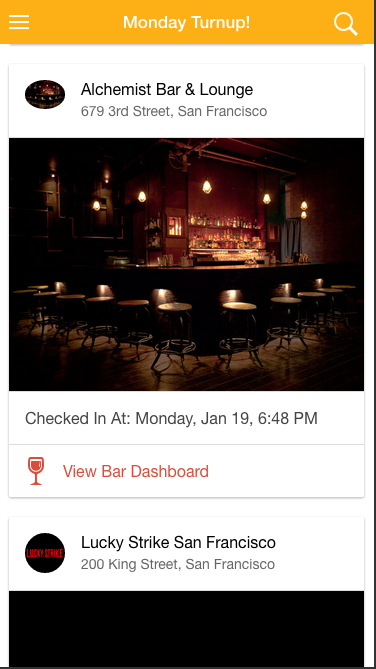 Monday Turnup!
Alchemist Bar & Lounge
679 3rd Street, San Francisco
Checked In At: Monday, Jan 19, 6:48 PM
View Bar Dashboard
Lucky Strike San Francisco
LUCKY STRIKE
200 King Street, San Francisco